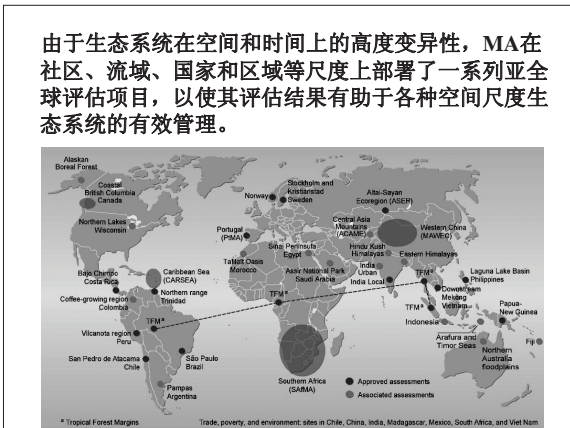 由于生态系统在空间和时间上的高度变异性，MA在
社区、流域、国家和区域等尺度上部署了一系列亚全
球评估项目，以使其评估结果有助于各种空间尺度生
态系统的有效管理。
Alaskan
Boreal Forest
Coastal
British Columbia
Canada
Northern Lakes
Wisconsin
Norway
Stockholm and
Kristianstad
Sweden
Altai-Sayan
Ecoregion (ASER)
Portugal
(PtMA)
Central Asia
Mountains
(ACAME)
Western China
(MAWEC)
Sinai Peninsula
Egypt
Hindu Kush
Himalayas
Eastern Himalayas
Tafilalt Oasis
Morocco
Assir National Park
Saudi Arabia
India
Urban
India Local
Bajo Chirripo
Costa Rica
Caribbean Sea
(CARSEA)
Northern range
Trinidad
Coffee-growing region
Colombia
TFM a
TFM a
TFM a
TFM a
Laguna Lake Basin
Philippines
Downstream
Mekong
Vietnam
Papua-
New Guinea
Vilcanota region
Peru
Indonesia
Arafura and
Timor Seas
Fiji
San Pedro de Atacama
Chile
São Paulo
Brazil
Northern
Australia
floodplains
Pampas
Argentina
Southern Africa
(SAfMA)
Approved assessments
Associated assessments
a Tropical Forest Margins
Trade, poverty, and environment: sites in Chile, China, India, Madagascar, Mexico, South Africa, and Viet Nam